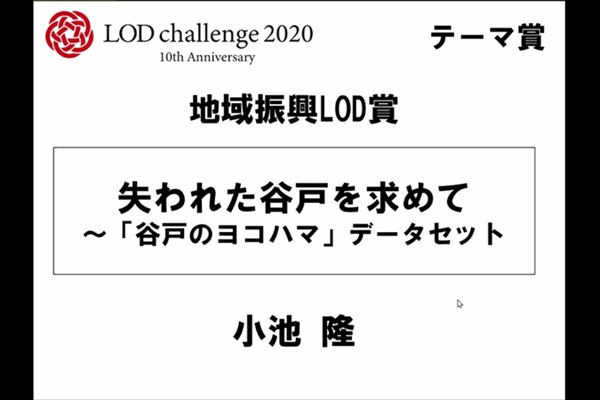 LOD challenge 2020
10th Anniversary
テーマ賞
地域振興LOD賞
失われた谷戸を求めて
～「谷戸のヨコハマ」データセット
小池 隆